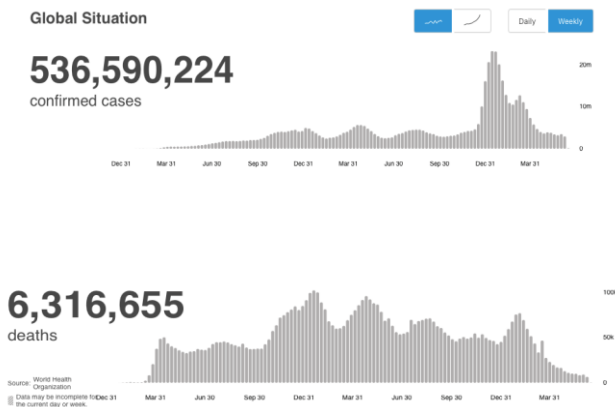 Global Situation
Daily
Weekly
536,590,224
confirmed cases
20m
10m
0
Dec 31 Mar 31 Jun 30 Sep 30 Dec 31 Mar 31 Jun 30 Sep 30 Dec 31 Mar 31
6,316,655
deaths
100k
50k
0
Source: World Health
Organization
Data may be incomplete for
the current day or week.
Dec 31 Mar 31 Jun 30 Sep 30 Dec 31 Mar 31 Jun 30 Sep 30 Dec 31 Mar 31